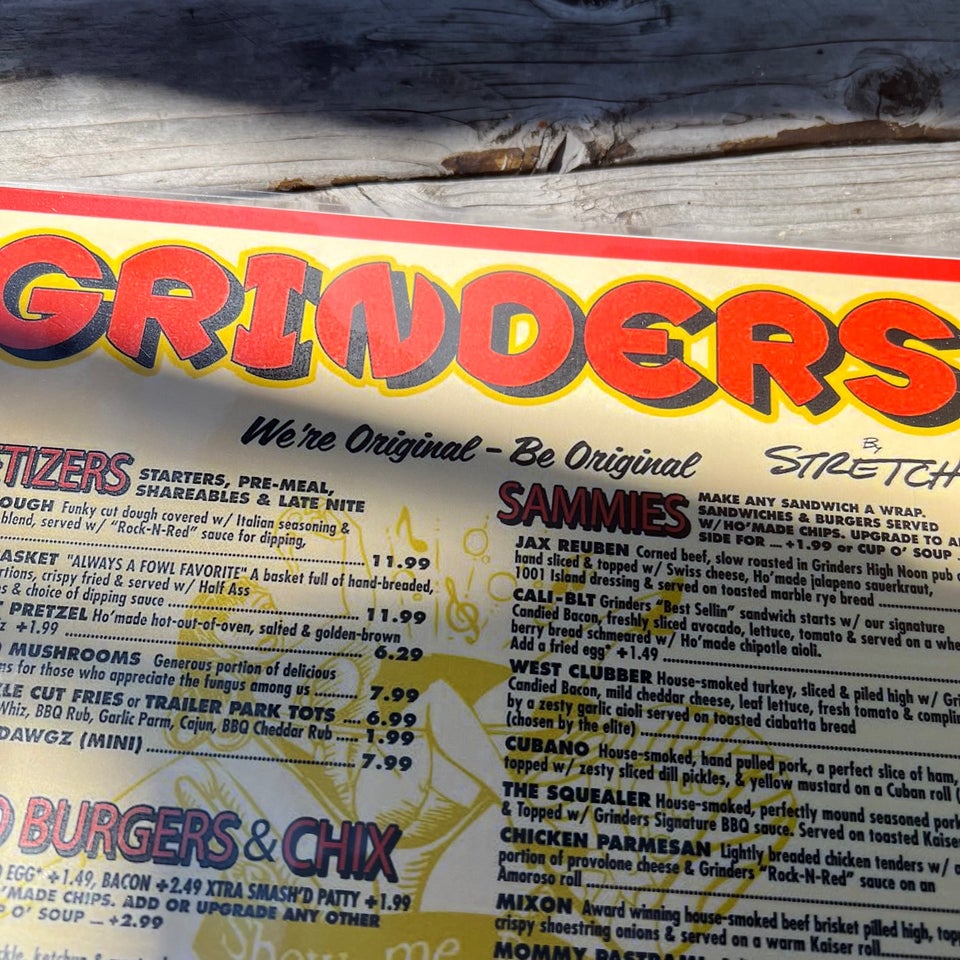 GRINDERS
We're Original - Be Original
By
STRETCH
ETIZERS STARTERS, PRE-MEAL,
SHAREABLES & LATE NITE
OUGH Funky cut dough covered w/ Italian seasoning &
blend, served w/ "Rock-N-Red" sauce for dipping,
11.99
ASKET "ALWAYS A FOWL FAVORITE" A basket full of hand-breaded,
rtions, crispy fried & served w/ Half Ass
s & choice of dipping sauce 11.99
PRETZEL Ho'made hot-out-of-oven, salted & golden-brown
z +1.99 6.29
MUSHROOMS Generous portion of delicious
ms for those who appreciate the fungus among us 7.99
KLE CUT FRIES or TRAILER PARK TOTS .... 6.99
Whiz, BBQ Rub, Garlic Parm, Cajun, BBQ Cheddar Rub 1.99
DAWGZ (MINI) 7.99
BURGERS & CHIX
EGG* +1.49, BACON +2.49 XTRA SMASH'D PATTY +1.99
'MADE CHIPS. ADD OR UPGRADE ANY OTHER
P O' SOUP ... +2.99
Show me
SAMMIES MAKE ANY SANDWICH A WRAP.
SANDWICHES & BURGERS SERVED
W/ HO'MADE CHIPS. UPGRADE TO A
SIDE FOR ... +1.99 or CUP O' SOUP
JAX REUBEN Corned beef, slow roasted in Grinders High Noon pub
hand sliced & topped w/ Swiss cheese, Ho'made jalapeno sauerkraut,
1001 Island dressing & served on toasted marble rye bread
CALI-BLT Grinders "Best Sellin" sandwich starts w/ our signature
Candied Bacon, freshly sliced avocado, lettuce, tomato & served on a whe
berry bread schmeared w/ Ho'made chipotle aioli.
Add a fried egg* +1.49
WEST CLUBBER House-smoked turkey, sliced & piled high w/ Gri
Candied Bacon, mild cheddar cheese, leaf lettuce, fresh tomato & complim
by a zesty garlic aioli served on toasted ciabatta bread
(chosen by the elite)
CUBANO House-smoked, hand pulled pork, a perfect slice of ham,
topped w/ zesty sliced dill pickles, & yellow mustard on a Cuban roll
THE SQUEALER House-smoked, perfectly mound seasoned pork
& Topped w/ Grinders Signature BBQ sauce. Served on toasted Kaise
CHICKEN PARMESAN Lightly breaded chicken tenders w/ a
portion of provolone cheese & Grinders "Rock-N-Red" sauce on an
Amoroso roll
MIXON Award winning house-smoked beef brisket pilled high, top
crispy shoestring onions & served on a warm Kaiser roll
MOMMY PASTRAMI